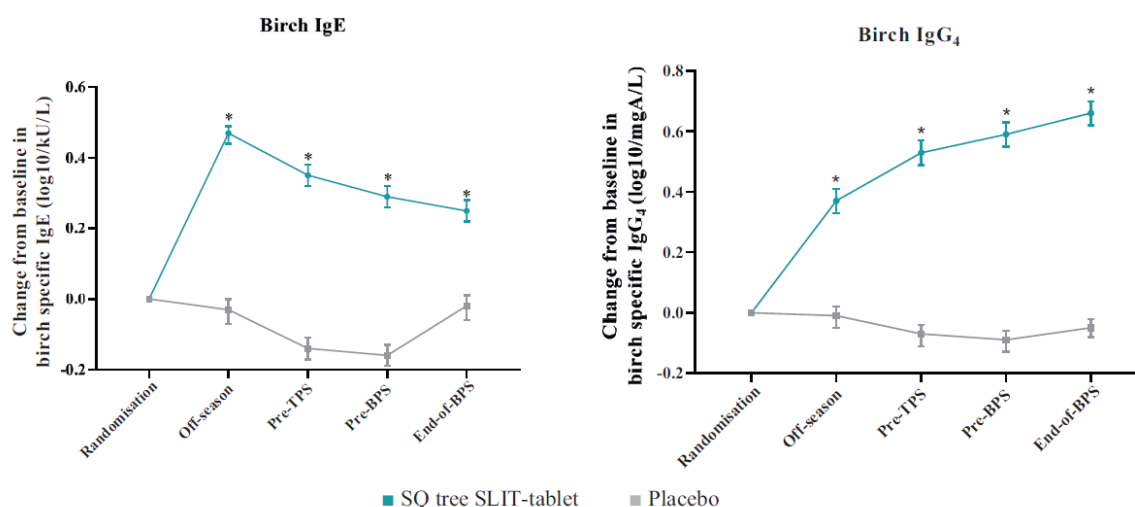 Birch IgE
Change from baseline in
birch specific IgE (log10/kU/L)
0.6
0.4
0.2
0.0
-0.2
*
*
*
*
Randomisation
Off-season
Pre-TPS
Pre-BPS
End-of-BPS
Birch IgG₄
Change from baseline in
birch specific IgG₄ (log10/mgA/L)
0.8
0.6
0.4
0.2
0.0
-0.2
*
*
*
*
Randomisation
Off-season
Pre-TPS
Pre-BPS
End-of-BPS
SQ tree SLIT-tablet
Placebo